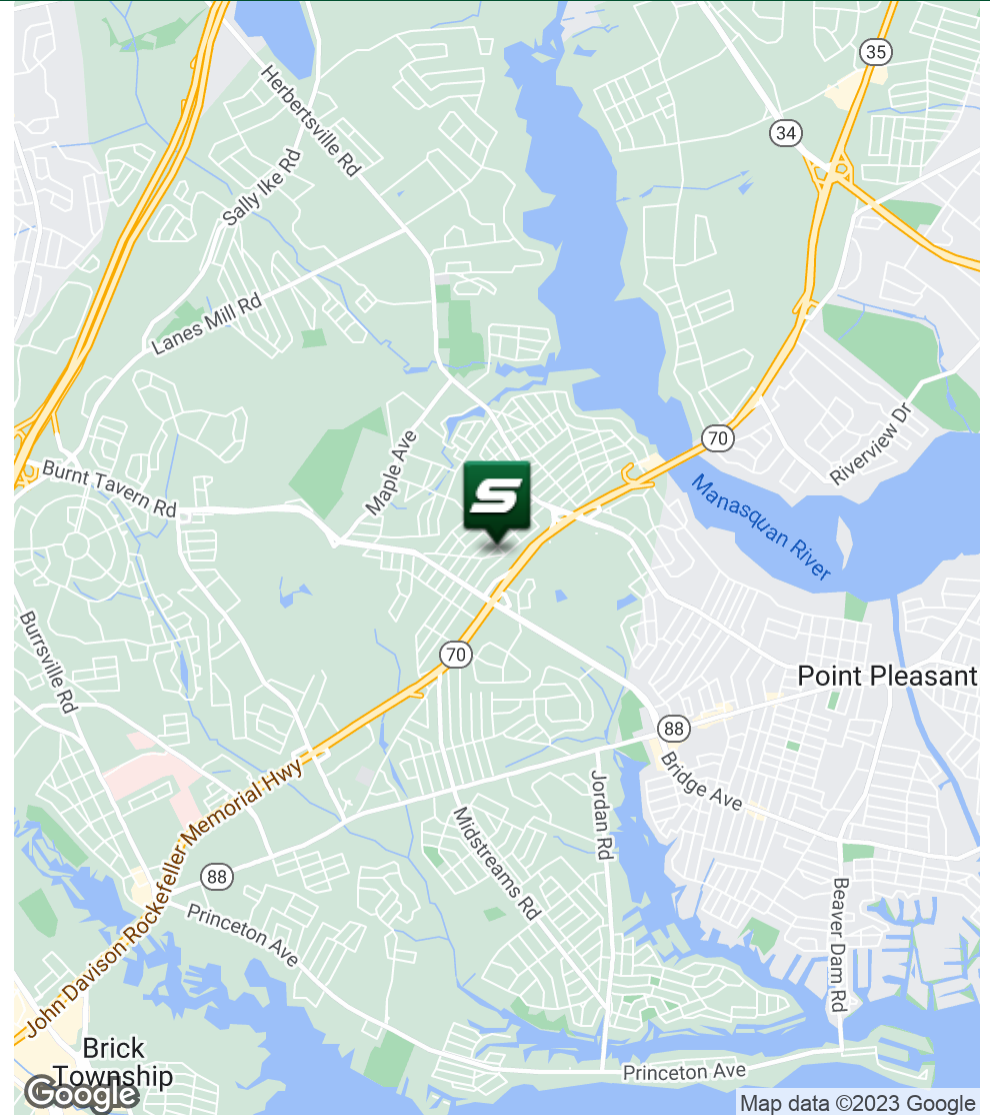 35
Herbertsville Rd
34
Sally Ike Rd
Lanes Mill Rd
Riverview Dr
Maple Ave
70
Burnt Tavern Rd
S
Manasquan River
Burrsville Rd
70
Point Pleasant
88
Bridge Ave
John Davison Rockefeller Memorial Hwy
Jordan Rd
Midstreams Rd
88
Beaver Dam Rd
Princeton Ave
Brick
Township
Princeton Ave
Google
Map data ©2023 Google